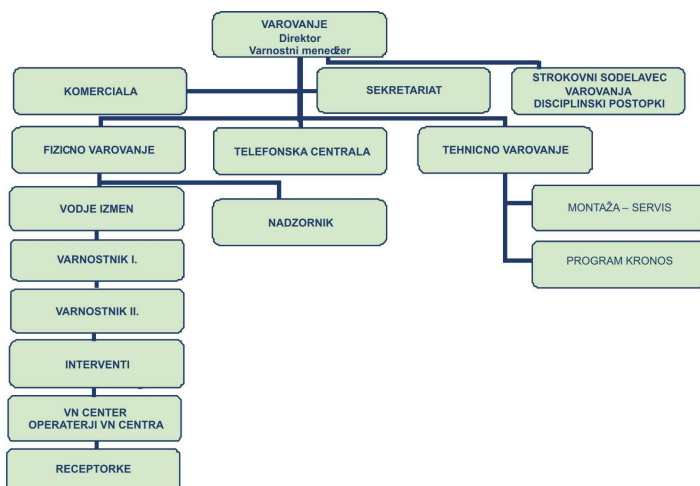 VAROVANJE
Direktor
Varnostni menedžer
KOMERCIALA
SEKRETARIAT
STROKOVNI SODELAVEC
VAROVANJA
DISCIPLINSKI POSTOPKI
FIZICNO VAROVANJE
TELEFONSKA CENTRALA
TEHNICNO VAROVANJE
VODJE IZMEN
NADZORNIK
MONTAŽA – SERVIS
VARNOSTNIK I.
PROGRAM KRONOS
VARNOSTNIK II.
INTERVENTI
VN CENTER
OPERATERJI VN CENTRA
RECEPTORKE